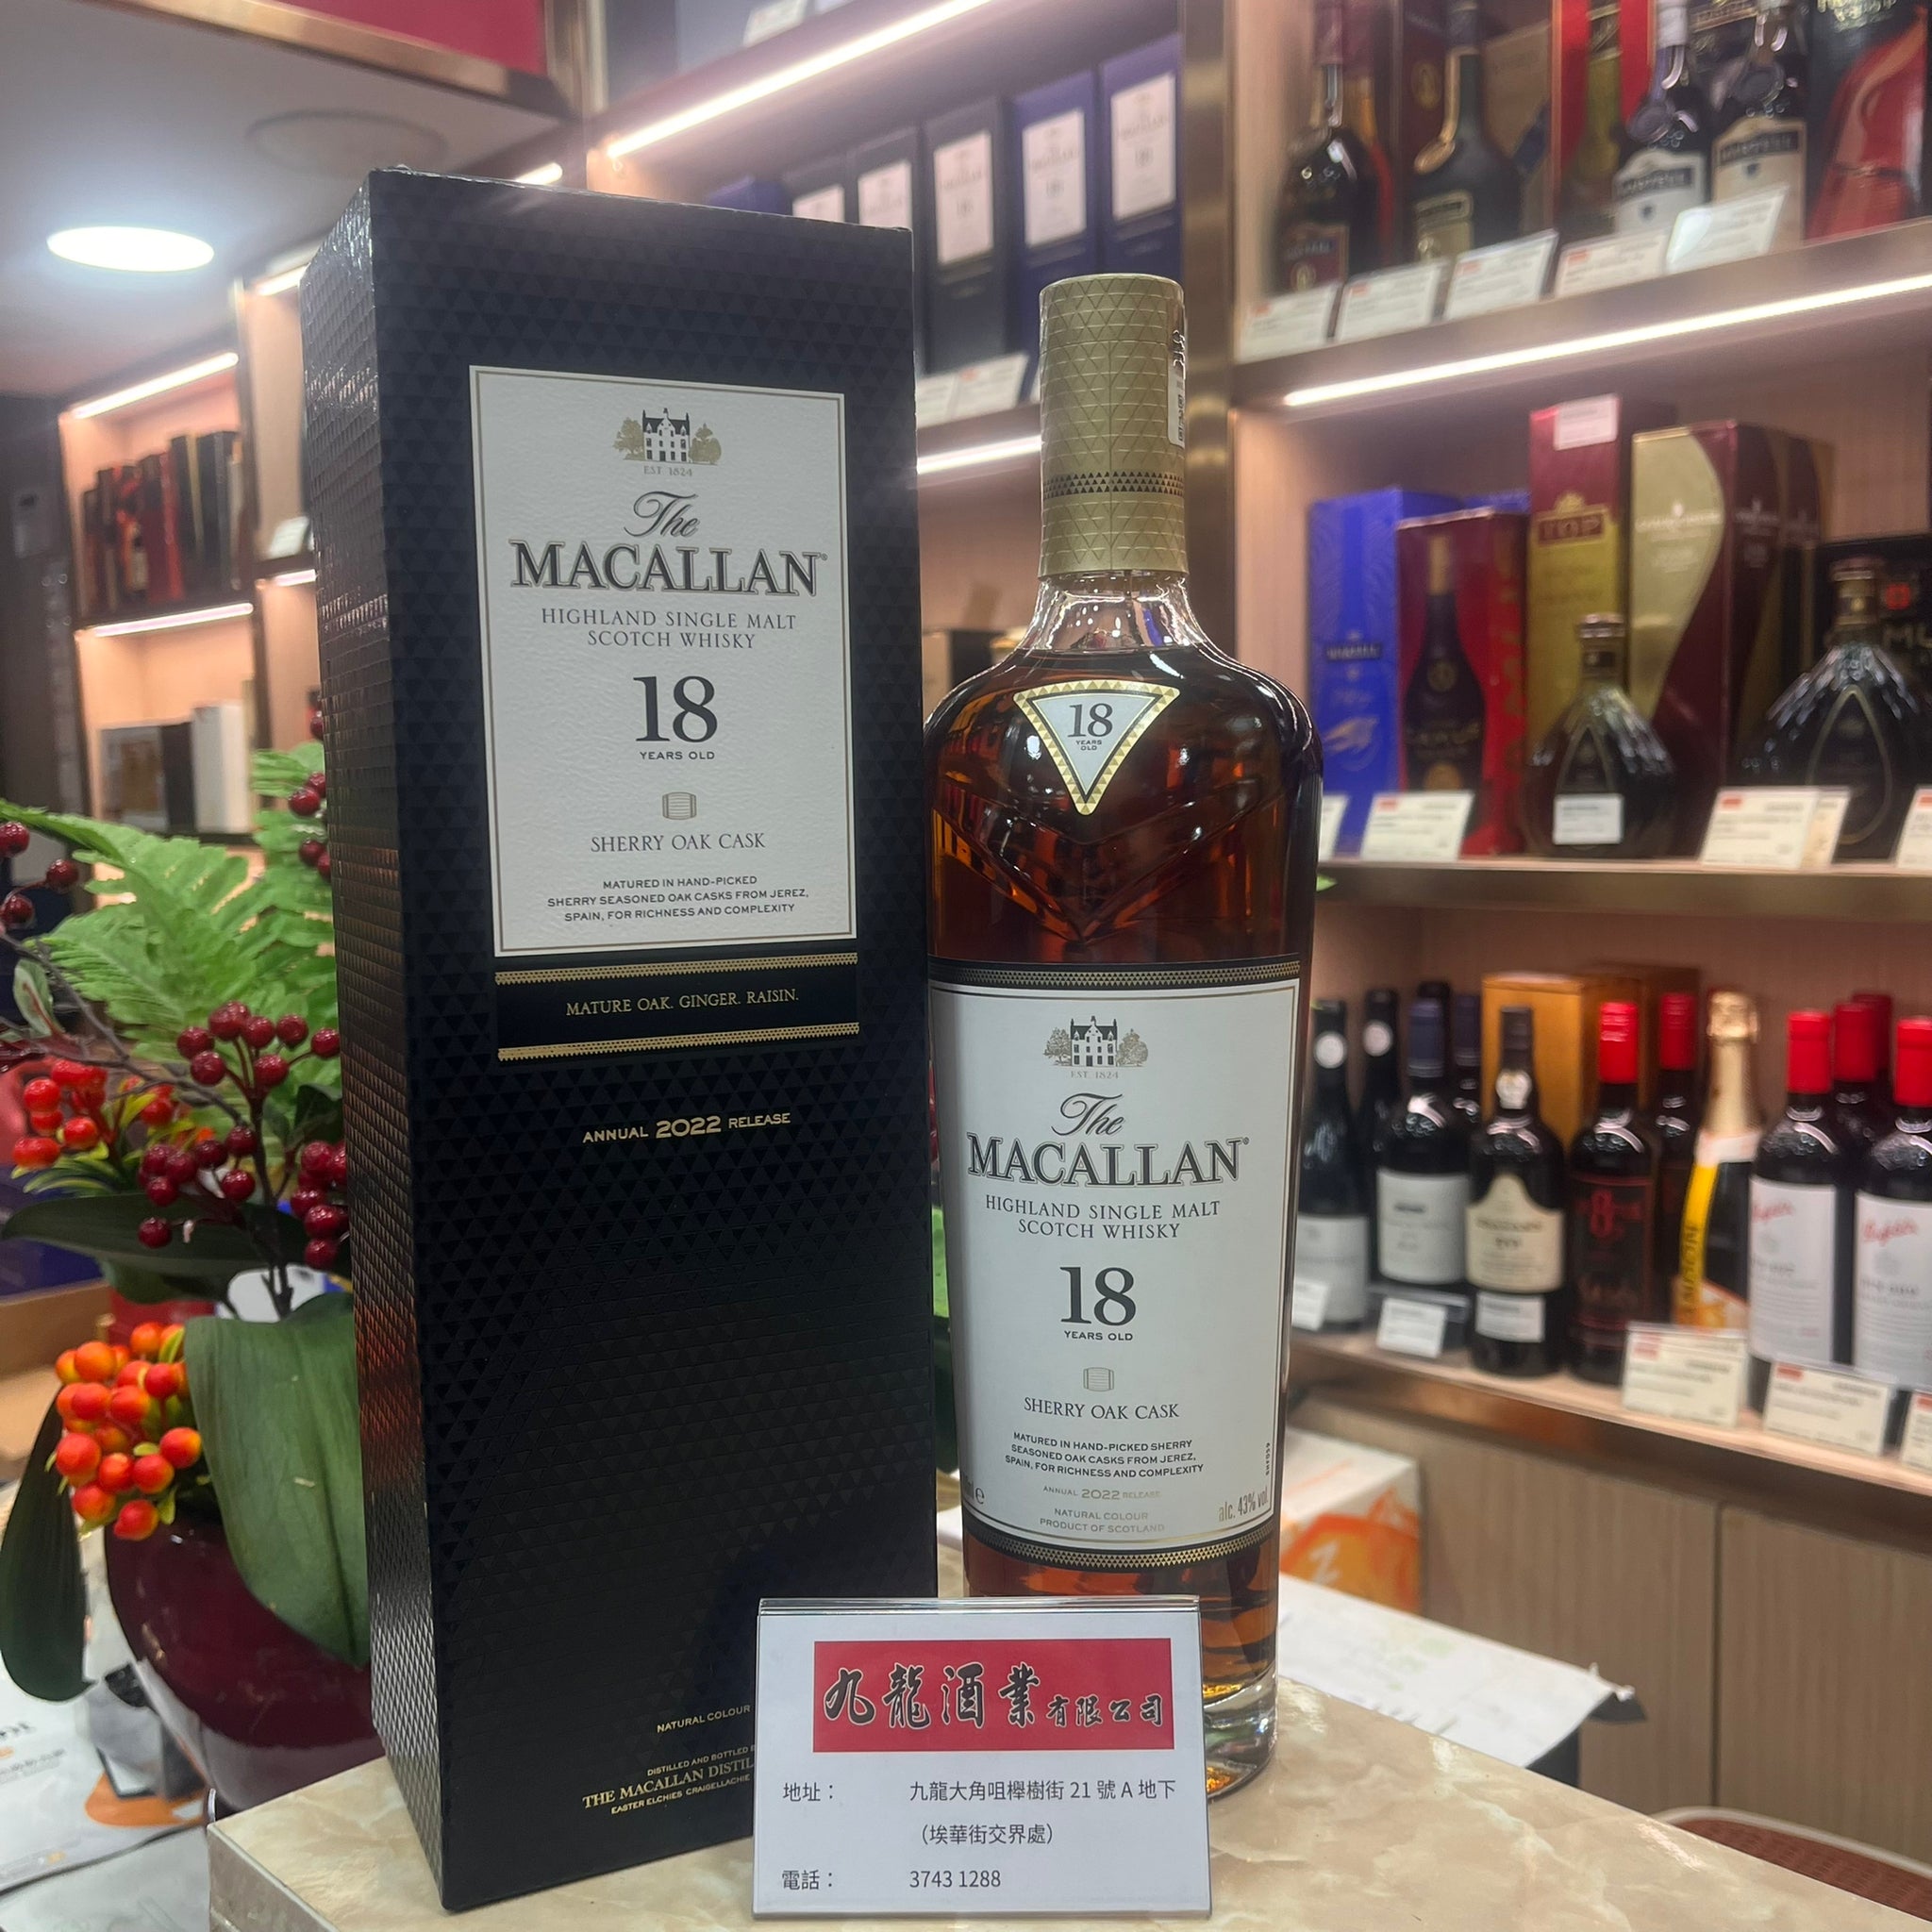 EST. 1824
The
MACALLAN
HIGHLAND SINGLE MALT
SCOTCH WHISKY
18
YEARS OLD
SHERRY OAK CASK
MATURED IN HAND-PICKED
SHERRY SEASONED OAK CASKS FROM JEREZ,
SPAIN, FOR RICHNESS AND COMPLEXITY
MATURE OAK. GINGER. RAISIN.
ANNUAL 2022 RELEASE
NATURAL COLOUR
DISTILLED AND BOTTLED
THE MACALLAN
EASTER ELCHIES CRAIGELLACHIE
18
YEARS
OLD
EST. 1824
The
MACALLAN
HIGHLAND SINGLE MALT
SCOTCH WHISKY
18
YEARS OLD
SHERRY OAK CASK
MATURED IN HAND-PICKED SHERRY
SEASONED OAK CASKS FROM JEREZ,
SPAIN, FOR RICHNESS AND COMPLEXITY
ANNUAL 2022 RELEASE
NATURAL COLOUR
PRODUCT OF SCOTLAND
alc. 43% vol
九龍酒業有限公司
地址： 九龍大角咀櫸樹街 21 號 A 地下
（埃華街交界處）
電話： 3743 1288